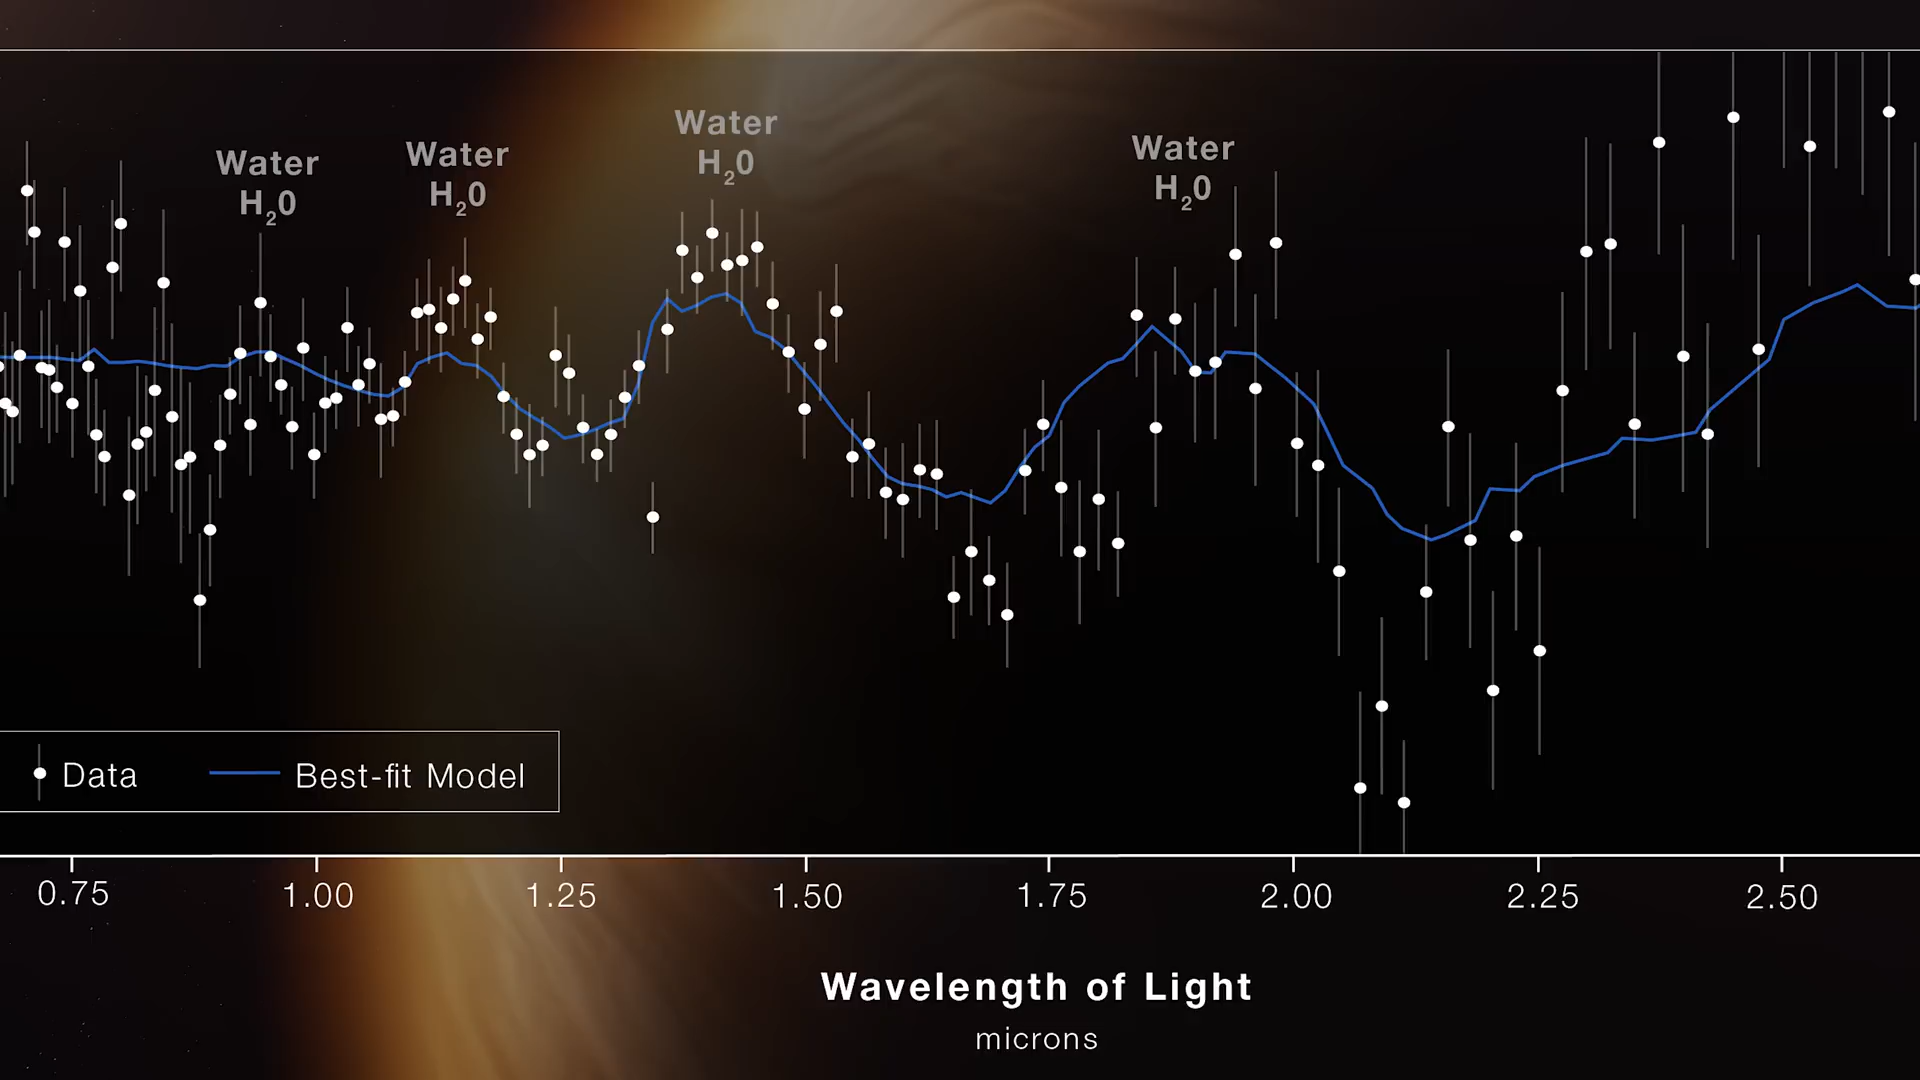 Water
H₂0
Water
H₂0
Water
H₂0
Water
H₂0
Data
Best-fit Model
0.75 1.00 1.25 1.50 1.75 2.00 2.25 2.50
Wavelength of Light
microns